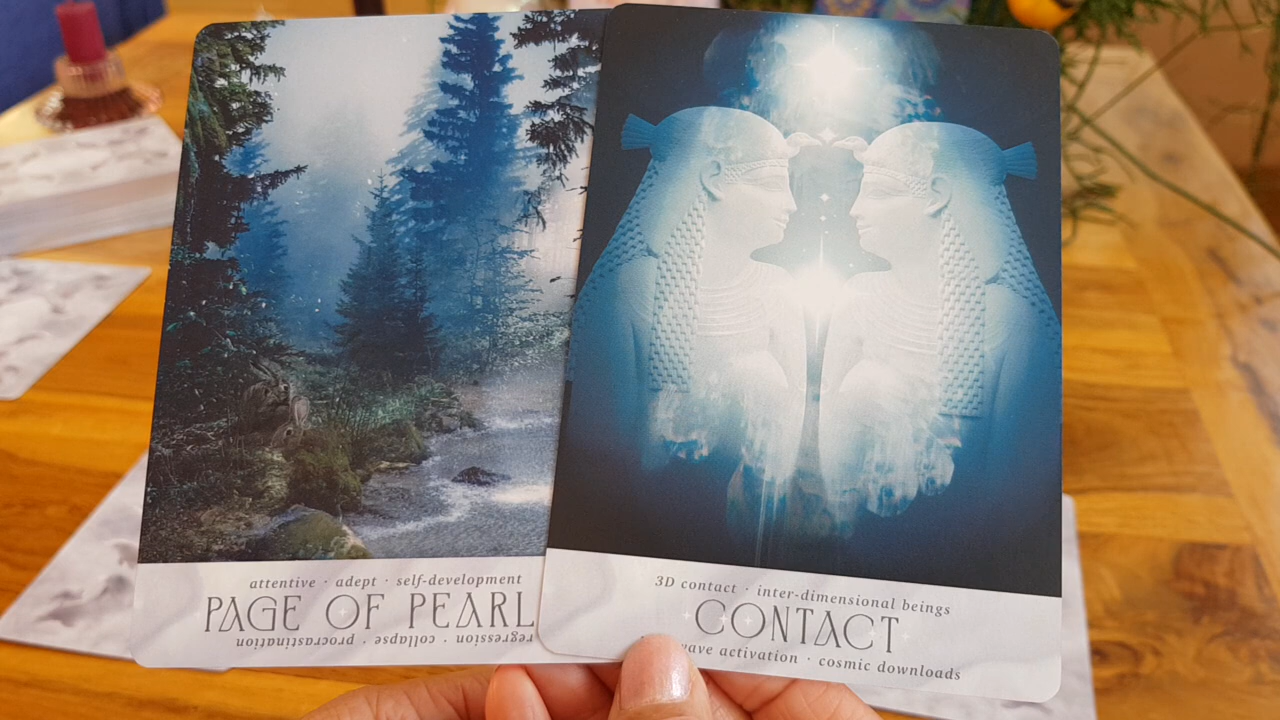 attentive · adept · self-development
PAGE OF PEARL
regression · collapse · procrastination
3D contact · inter-dimensional beings
CONTACT
activation · cosmic downloads